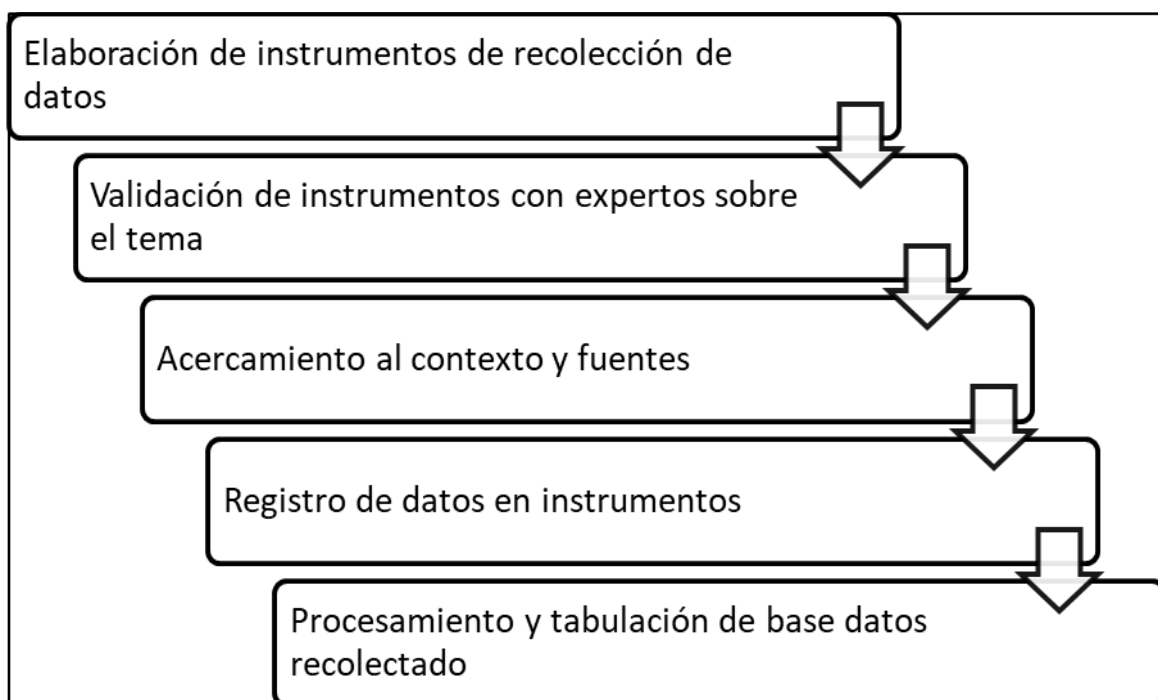 Elaboración de instrumentos de recolección de
datos
Validación de instrumentos con expertos sobre
el tema
Acercamiento al contexto y fuentes
Registro de datos en instrumentos
Procesamiento y tabulación de base datos
recolectado